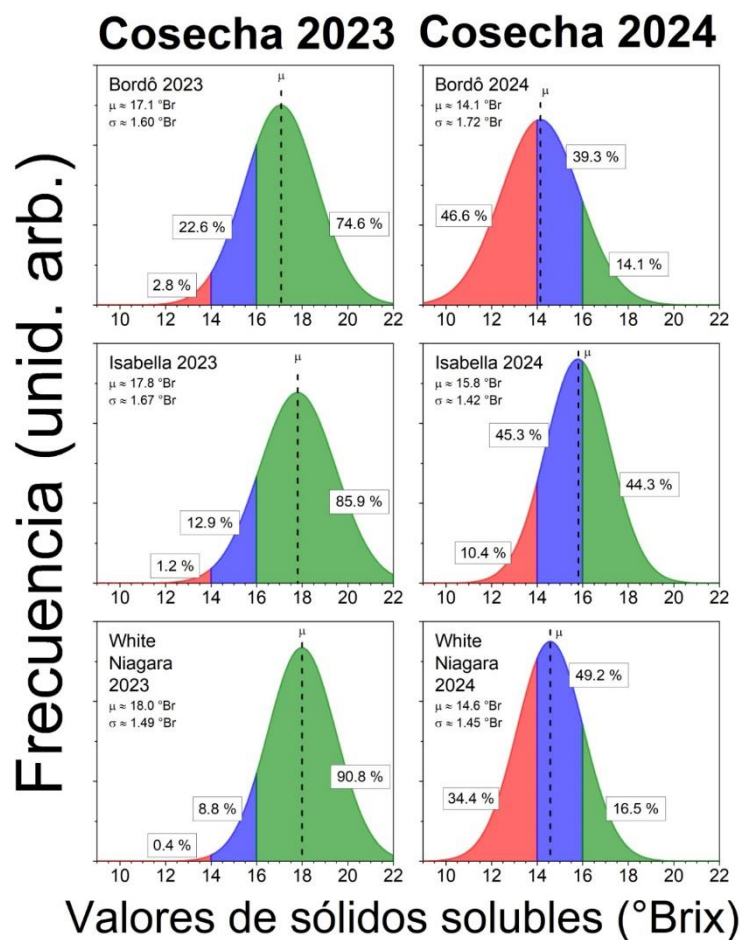 Cosecha 2023
Cosecha 2024
Frecuencia (unid. arb.)
Bordô 2023
μ ≈ 17.1 °Br
σ ≈ 1.60 °Br
μ
22.6 %
74.6 %
2.8 %
10 12 14 16 18 20 22
Bordô 2024
μ ≈ 14.1 °Br
σ ≈ 1.72 °Br
μ
39.3 %
46.6 %
14.1 %
10 12 14 16 18 20 22
Isabella 2023
μ ≈ 17.8 °Br
σ ≈ 1.67 °Br
μ
85.9 %
12.9 %
1.2 %
10 12 14 16 18 20 22
Isabella 2024
μ ≈ 15.8 °Br
σ ≈ 1.42 °Br
μ
45.3 %
44.3 %
10.4 %
10 12 14 16 18 20 22
White
Niagara
2023
μ ≈ 18.0 °Br
σ ≈ 1.49 °Br
μ
90.8 %
8.8 %
0.4 %
10 12 14 16 18 20 22
White
Niagara
2024
μ ≈ 14.6 °Br
σ ≈ 1.45 °Br
μ
49.2 %
34.4 %
16.5 %
10 12 14 16 18 20 22
Valores de sólidos solubles (°Brix)